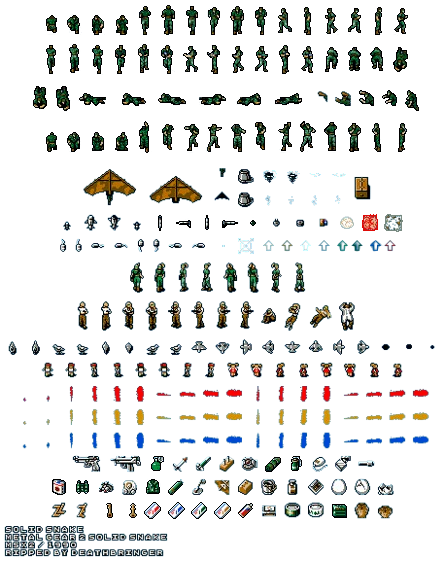 SOLID SNAKE
METAL GEAR 2 SOLID SNAKE
MSX2 / 1990
RIPPED BY DEATHBRINGER